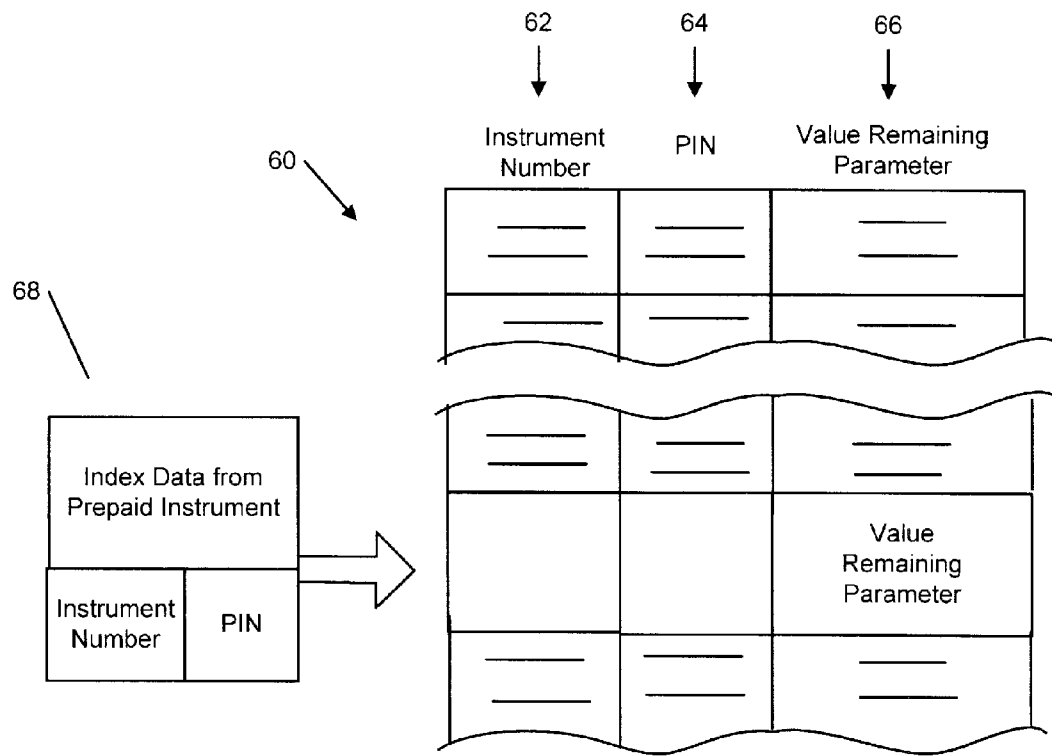 62
64
66
Instrument
Number
PIN
Value Remaining
Parameter
60
68
Index Data from
Prepaid Instrument
Instrument
Number
PIN
Value
Remaining
Parameter